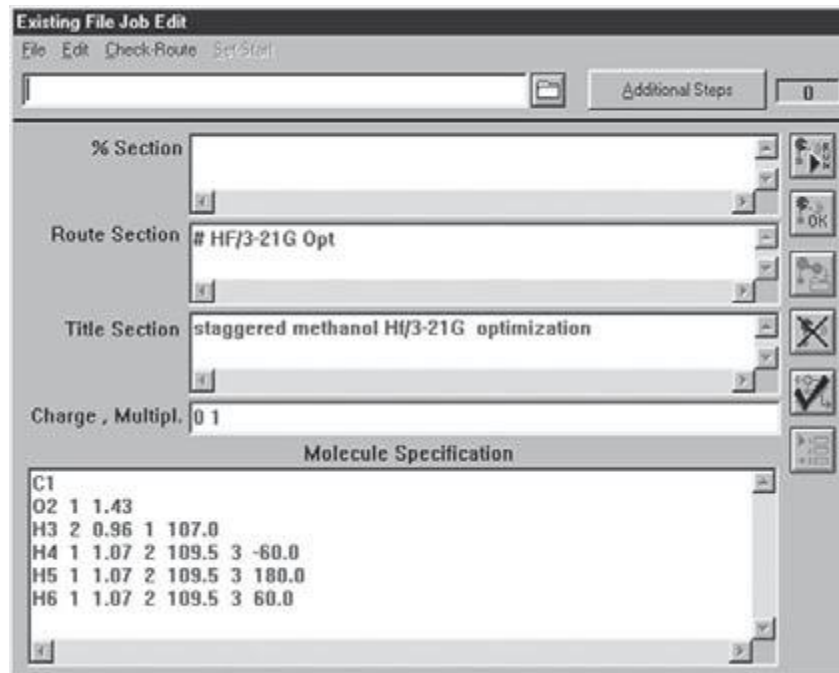 Existing File Job Edit
File Edit Check-Route Set-Start
Additional Steps 0
% Section
Route Section # HF/3-21G Opt
OK
Title Section staggered methanol Hf/3-21G optimization
Charge , Multipl. 0 1
Molecule Specification
C1
O2 1 1.43
H3 2 0.96 1 107.0
H4 1 1.07 2 109.5 3 -60.0
H5 1 1.07 2 109.5 3 180.0
H6 1 1.07 2 109.5 3 60.0